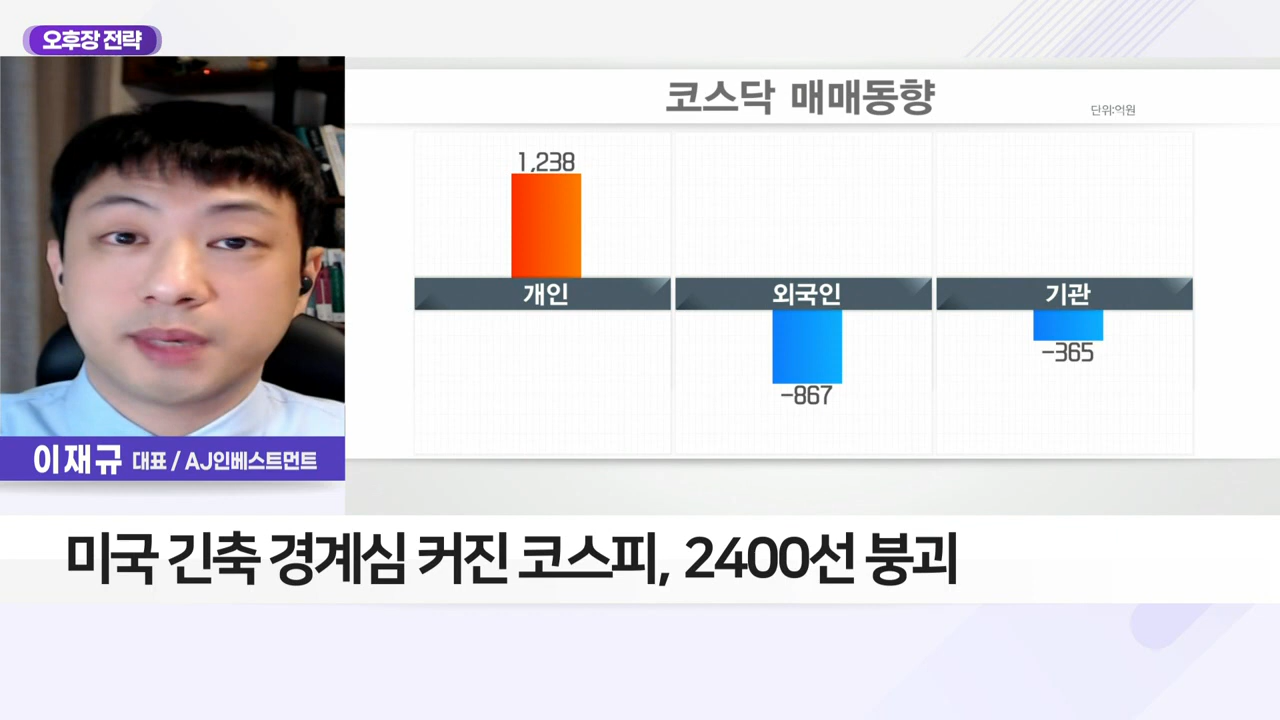 오후장 전략
코스닥 매매동향
단위:억원
1,238
개인
외국인
기관
-867
-365
이재규 대표 / AJ인베스트먼트
미국 긴축 경계심 커진 코스피, 2400선 붕괴